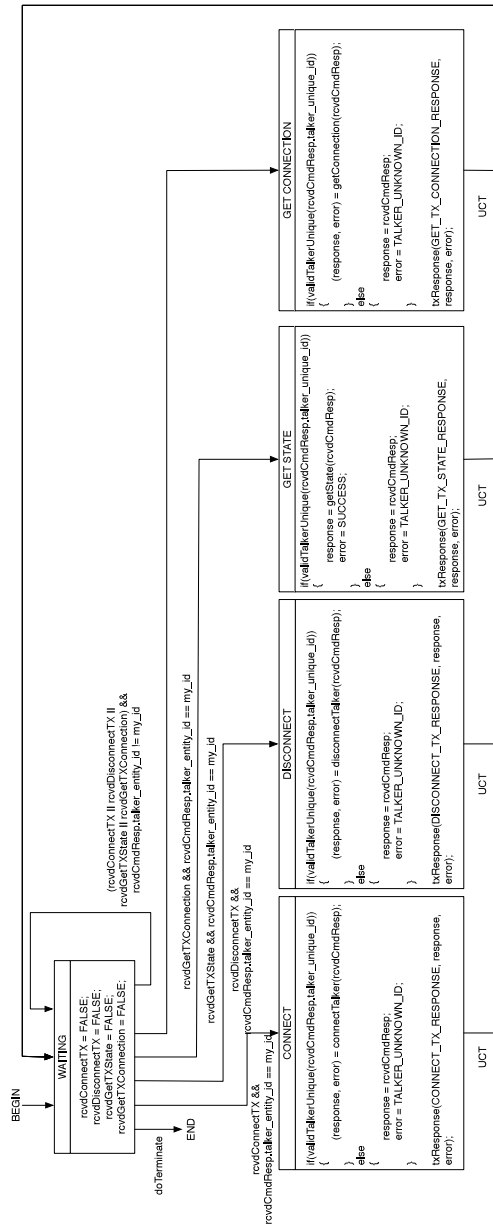 BEGIN
WAITING
rcvdConnectTX = FALSE;
rcvdDisconnectTX = FALSE;
rcvdGetTXState = FALSE;
rcvdGetTXConnection = FALSE;
(rcvdConnectTX || rcvdDisconnectTX ||
rcvdGetTXState || rcvdGetTXConnection) &&
rcvdCmdResp.talker_entity_id != my_id
doTerminate
END
rcvdGetTXConnection && rcvdCmdResp.talker_entity_id == my_id
rcvdGetTXState && rcvdCmdResp.talker_entity_id == my_id
rcvdDisconncetTX &&
rcvdCmdResp.talker_entity_id == my_id
rcvdConnectTX &&
rcvdCmdResp.talker_entity_id == my_id
CONNECT
if(validTalkerUnique(rcvdCmdResp.talker_unique_id))
{
(response, error) = connectTalker(rcvdCmdResp);
} else
{
response = rcvdCmdResp;
error = TALKER_UNKNOWN_ID;
}
txResponse(CONNECT_TX_RESPONSE, response,
error);
UCT
DISCONNECT
if(validTalkerUnique(rcvdCmdResp.talker_unique_id))
{
(response, error) = disconnectTalker(rcvdCmdResp);
} else
{
response = rcvdCmdResp;
error = TALKER_UNKNOWN_ID;
}
txResponse(DISCONNECT_TX_RESPONSE, response,
error);
UCT
GET STATE
if(validTalkerUnique(rcvdCmdResp.talker_unique_id))
{
response = getState(rcvdCmdResp);
error = SUCCESS;
} else
{
response = rcvdCmdResp;
error = TALKER_UNKNOWN_ID;
}
txResponse(GET_TX_STATE_RESPONSE,
response, error);
UCT
GET CONNECTION
if(validTalkerUnique(rcvdCmdResp.talker_unique_id))
{
(response, error) = getConnection(rcvdCmdResp);
} else
{
response = rcvdCmdResp;
error = TALKER_UNKNOWN_ID;
}
txResponse(GET_TX_CONNECTION_RESPONSE,
response, error);
UCT